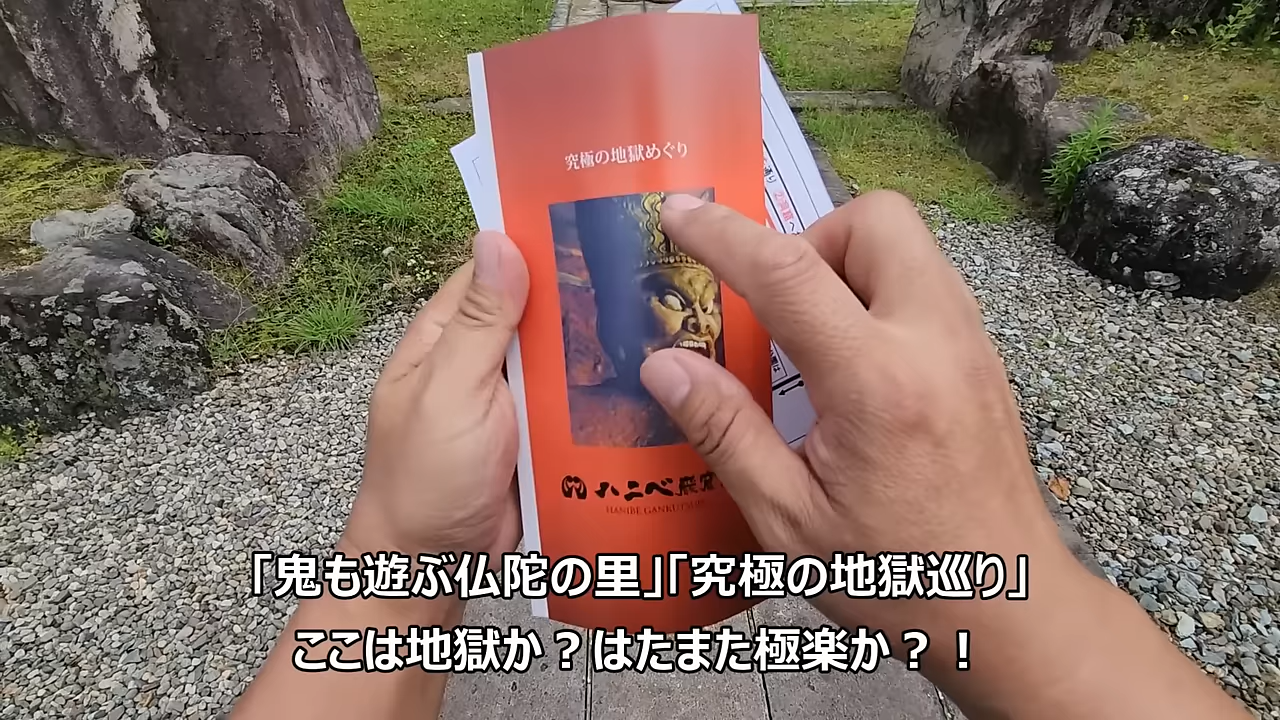 究極の地獄めぐり
ハニベ巌窟
HANIBE GANKUTSUIN
「鬼も遊ぶ仏陀の里」「究極の地獄巡り」
ここは地獄か？はたまた極楽か？！